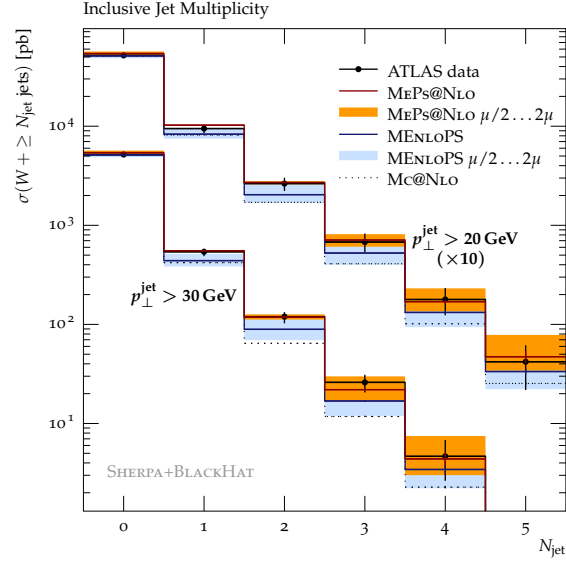 Inclusive Jet Multiplicity
σ(W + ≥ N_jet jets) [pb]
ATLAS data
MEPS@NLO
MEPS@NLO μ/2...2μ
MENLOPS
MENLOPS μ/2...2μ
MC@NLO
10^4
10^3
10^2
10^1
p_⊥^jet > 20 GeV
(×10)
p_⊥^jet > 30 GeV
SHERPA+BLACKHAT
0 1 2 3 4 5
N_jet